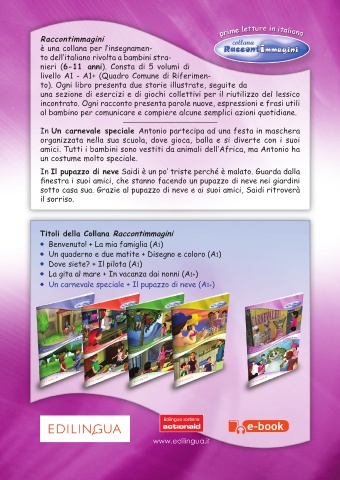 prime letture in italiano
collana
Raccontimmagini
Raccontimmagini
è una collana per l'insegnamen-
to dell'italiano rivolta a bambini stra-
nieri (6-11 anni). Consta di 5 volumi di
livello A1 - A1+ (Quadro Comune di Riferimen-
to). Ogni libro presenta due storie illustrate, seguite da
una sezione di esercizi e di giochi collettivi per il riutilizzo del lessico
incontrato. Ogni racconto presenta parole nuove, espressioni e frasi utili
al bambino per comunicare e compiere alcune semplici azioni quotidiane.
In Un carnevale speciale Antonio partecipa ad una festa in maschera
organizzata nella sua scuola, dove gioca, balla e si diverte con i suoi
amici. Tutti i bambini sono vestiti da animali dell'Africa, ma Antonio ha
un costume molto speciale.
In Il pupazzo di neve Saidi è un po' triste perché è malato. Guarda dalla
finestra i suoi amici, che stanno facendo un pupazzo di neve nei giardini
sotto casa sua. Grazie al pupazzo di neve e ai suoi amici, Saidi ritroverà
il sorriso.
Titoli della Collana Raccontimmagini
◆ Benvenuto! + La mia famiglia (A1)
◆ Un quaderno e due matite + Disegno e coloro (A1)
◆ Dove siete? + Il pilota (A1)
◆ La gita al mare + In vacanza dai nonni (A1+)
◆ Un carnevale speciale + Il pupazzo di neve (A1+)
EDILINGUA
Edilingua sostiene
actionaid
www.edilingua.it
e-book